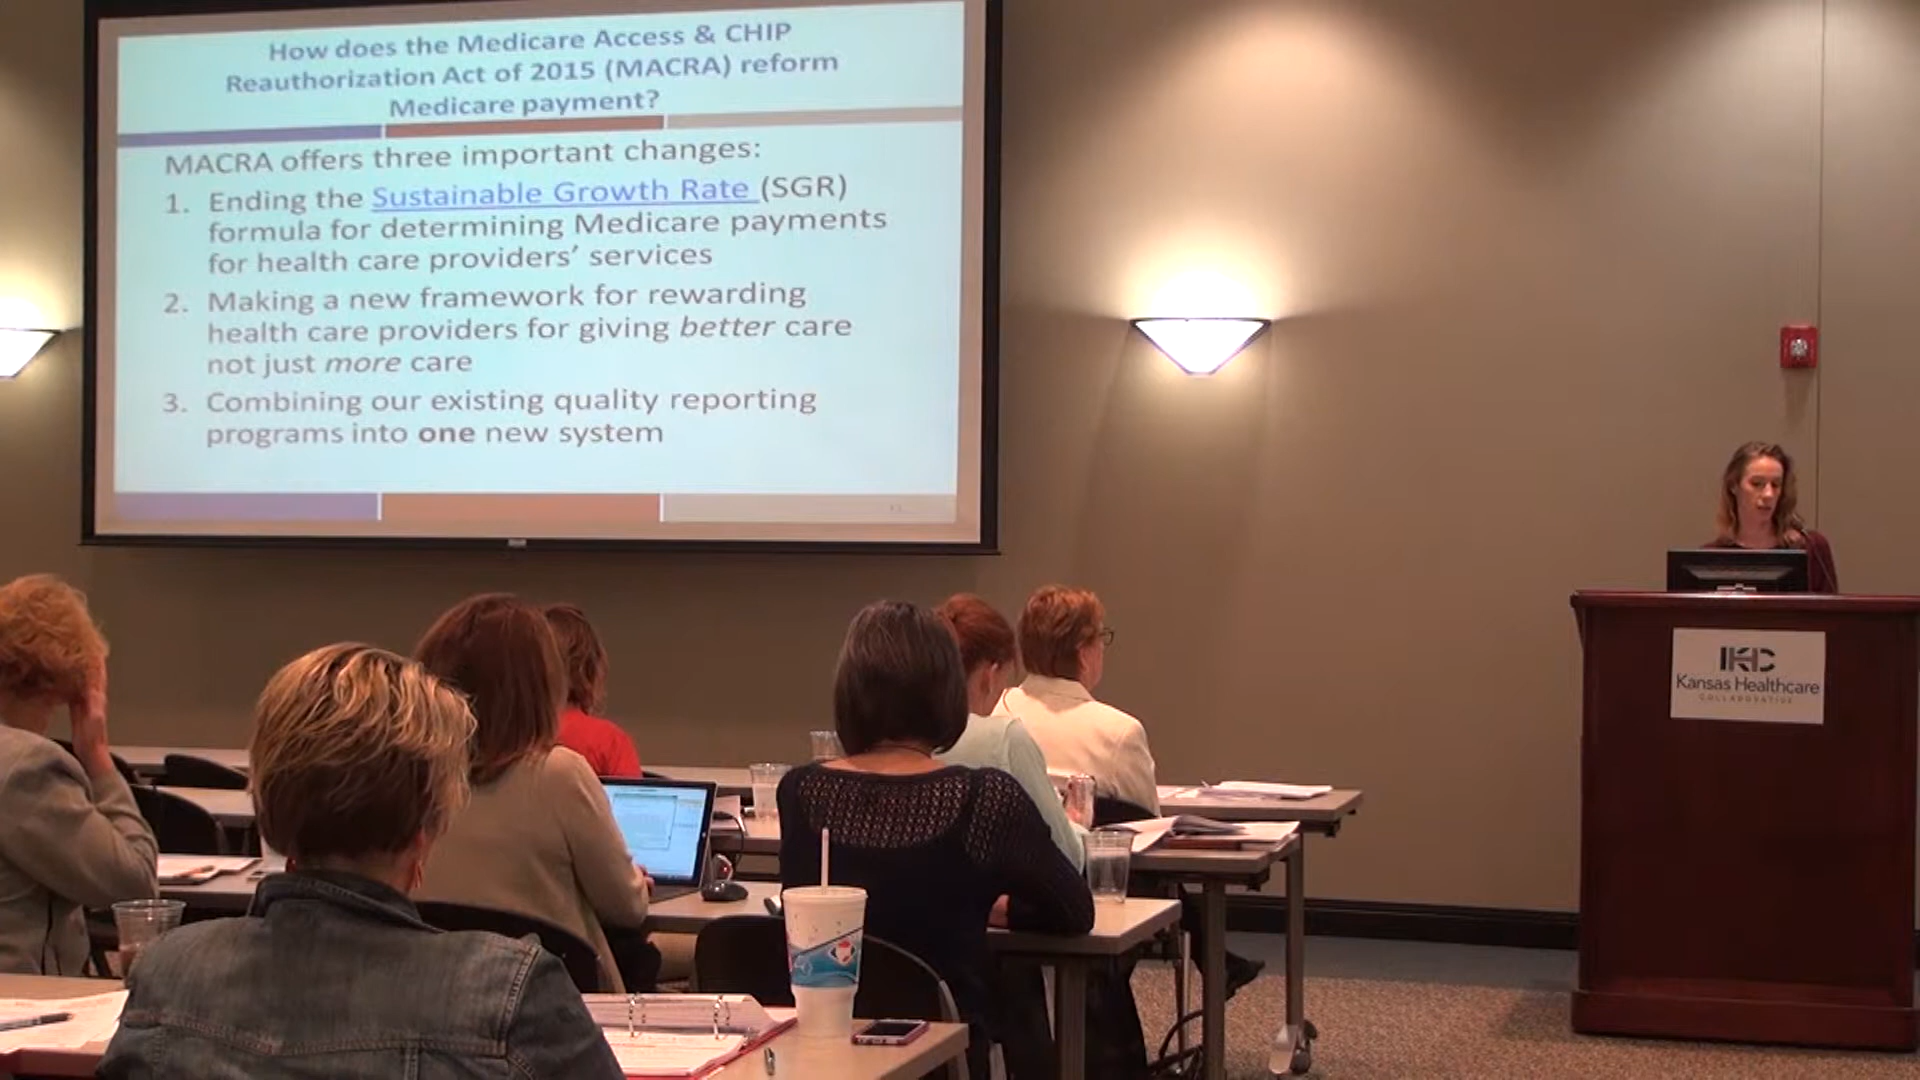 How does the Medicare Access & CHIP
Reauthorization Act of 2015 (MACRA) reform
Medicare payment?
MACRA offers three important changes:
1. Ending the Sustainable Growth Rate (SGR)
formula for determining Medicare payments
for health care providers’ services
2. Making a new framework for rewarding
health care providers for giving better care
not just more care
3. Combining our existing quality reporting
programs into one new system
KHC
Kansas Healthcare
COLLABORATIVE